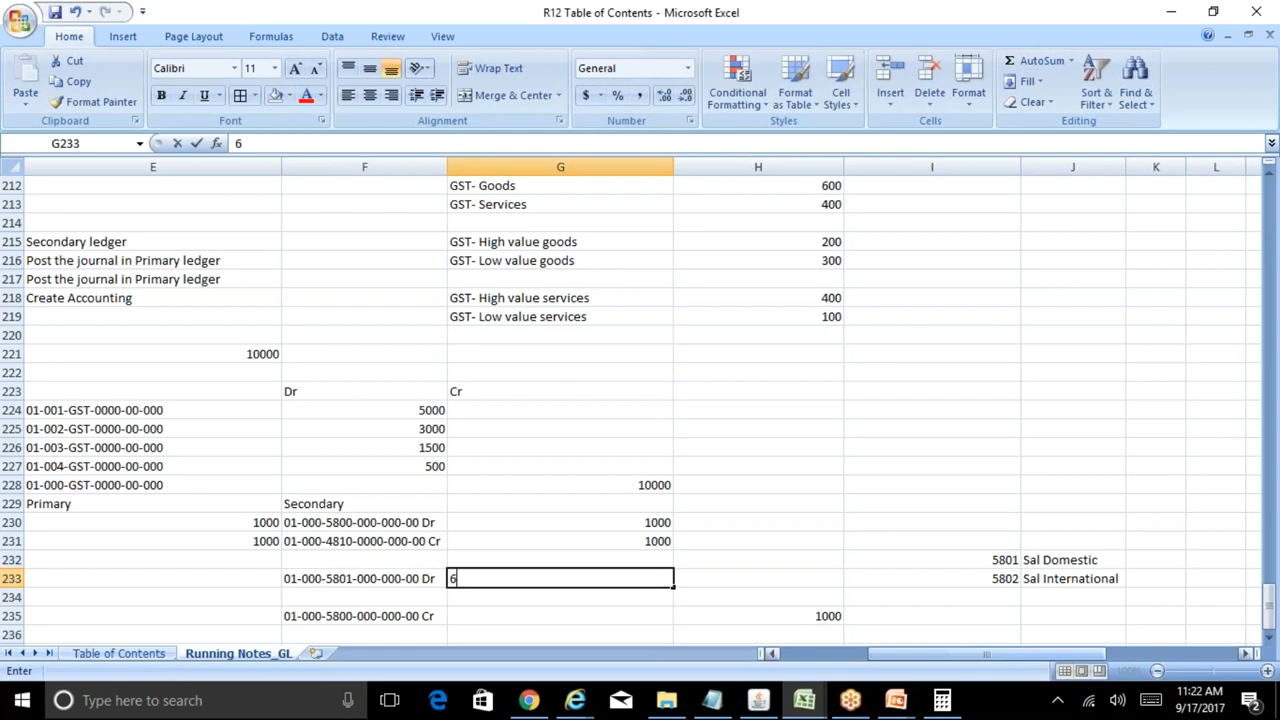 R12 Table of Contents - Microsoft Excel
Home Insert Page Layout Formulas Data Review View
Paste Cut Copy Format Painter Clipboard
Calibri 11 A A B I U A Font
Wrap Text Merge & Center Alignment
General $ % , Number
Conditional Formatting Format as Table Cell Styles Styles
Insert Delete Format Cells
Σ AutoSum Fill Clear Sort & Filter Find & Select Editing
G233 fx 6
E F G H I J K L
212 GST- Goods 600
213 GST- Services 400
214
215 Secondary ledger GST- High value goods 200
216 Post the journal in Primary ledger GST- Low value goods 300
217 Post the journal in Primary ledger
218 Create Accounting GST- High value services 400
219 GST- Low value services 100
220
221 10000
222
223 Dr Cr
224 01-001-GST-0000-00-000 5000
225 01-002-GST-0000-00-000 3000
226 01-003-GST-0000-00-000 1500
227 01-004-GST-0000-00-000 500
228 01-000-GST-0000-00-000 10000
229 Primary Secondary
230 1000 01-000-5800-000-000-00 Dr 1000
231 1000 01-000-4810-0000-000-00 Cr 1000
232 5801 Sal Domestic
233 01-000-5801-000-000-00 Dr 6 5802 Sal International
234
235 01-000-5800-000-000-00 Cr 1000
236
Table of Contents Running Notes_GL
Enter 100%
Type here to search
11:22 AM
9/17/2017
2